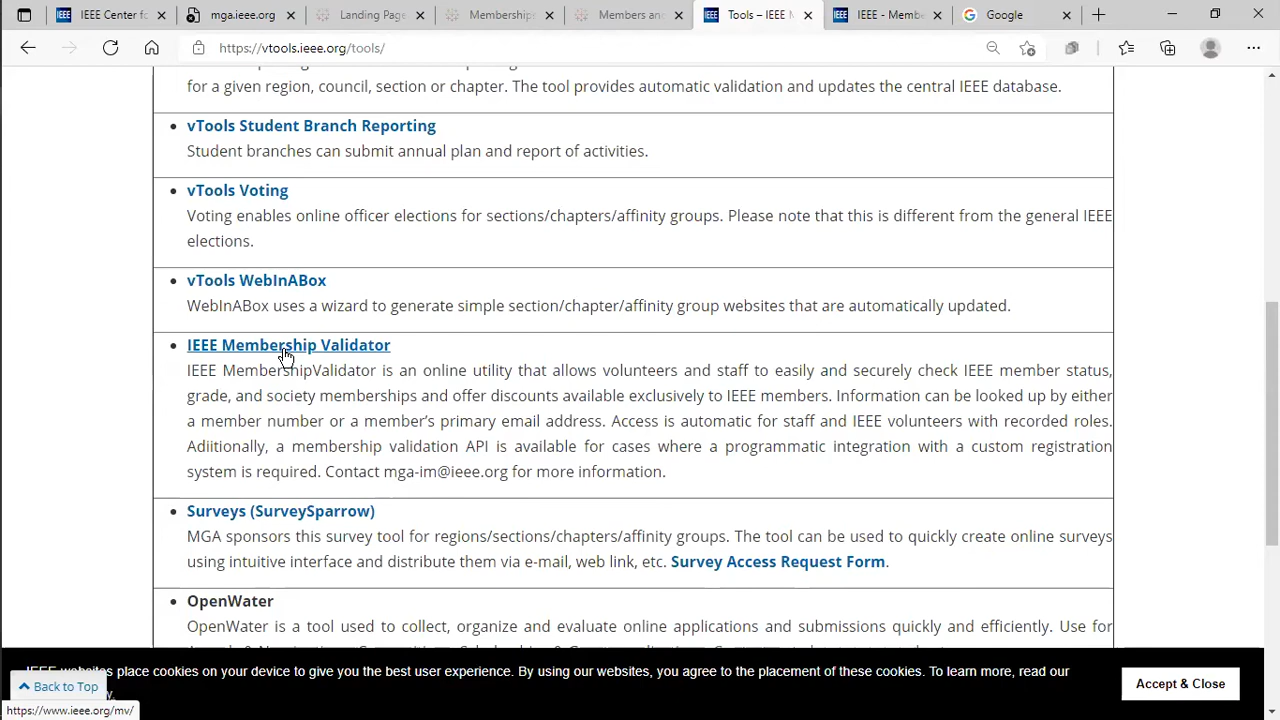 IEEE Center fo
mga.ieee.org
Landing Page
Memberships
Members an
Tools – IEEE M
IEEE - Membe
Google
https://vtools.ieee.org/tools/
for a given region, council, section or chapter. The tool provides automatic validation and updates the central IEEE database.
• vTools Student Branch Reporting
Student branches can submit annual plan and report of activities.
• vTools Voting
Voting enables online officer elections for sections/chapters/affinity groups. Please note that this is different from the general IEEE
elections.
• vTools WebInABox
WebInABox uses a wizard to generate simple section/chapter/affinity group websites that are automatically updated.
• IEEE Membership Validator
IEEE MembershipValidator is an online utility that allows volunteers and staff to easily and securely check IEEE member status,
grade, and society memberships and offer discounts available exclusively to IEEE members. Information can be looked up by either
a member number or a member’s primary email address. Access is automatic for staff and IEEE volunteers with recorded roles.
Adiitionally, a membership validation API is available for cases where a programmatic integration with a custom registration
system is required. Contact mga-im@ieee.org for more information.
• Surveys (SurveySparrow)
MGA sponsors this survey tool for regions/sections/chapters/affinity groups. The tool can be used to quickly create online surveys
using intuitive interface and distribute them via e-mail, web link, etc. Survey Access Request Form.
• OpenWater
OpenWater is a tool used to collect, organize and evaluate online applications and submissions quickly and efficiently. Use for
IEEE websites place cookies on your device to give you the best user experience. By using our websites, you agree to the placement of these cookies. To learn more, read our
Accept & Close
Back to Top
https://www.ieee.org/mv/